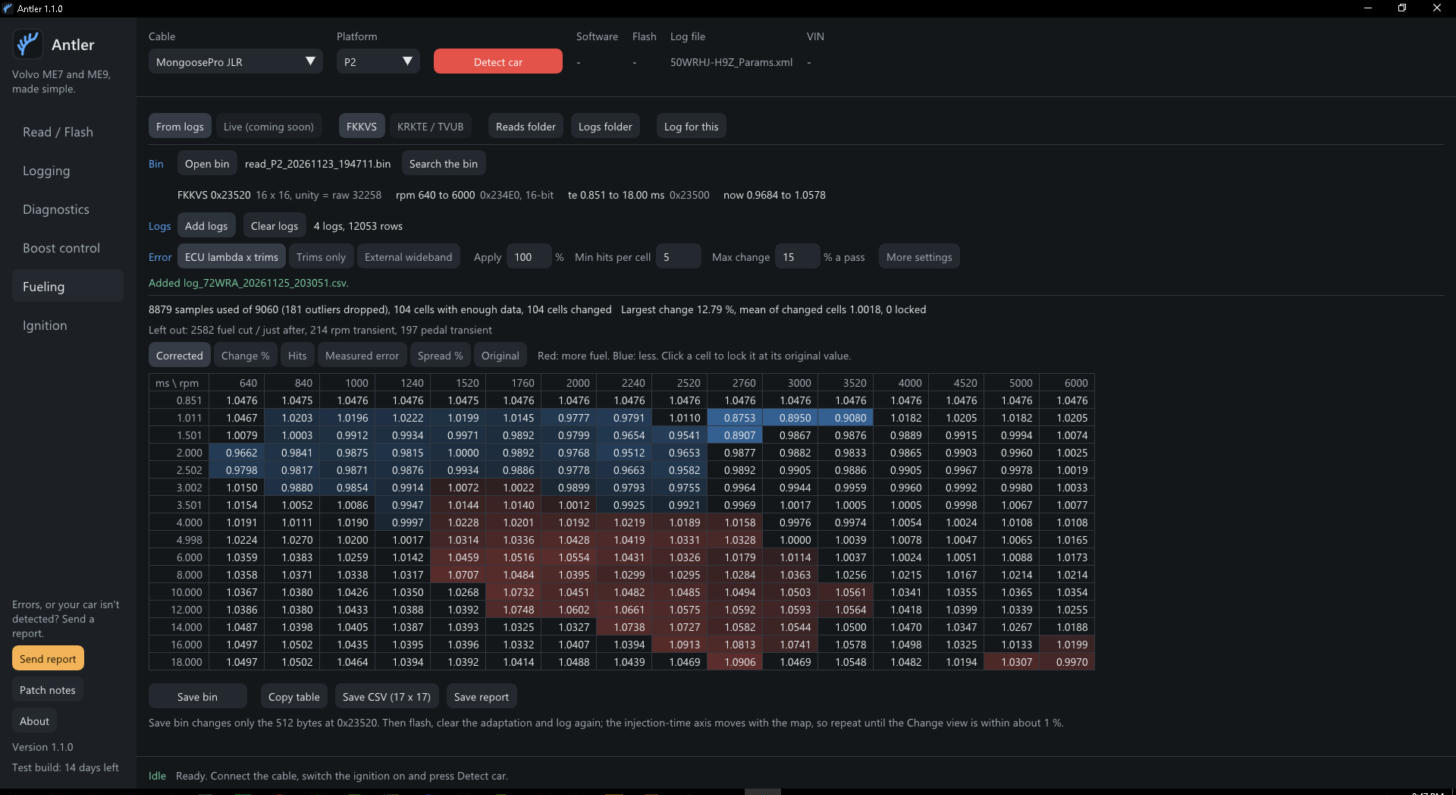 Antler 1.1.0
Antler
Volvo ME7 and ME9,
made simple.
Read / Flash
Logging
Diagnostics
Boost control
Fueling
Ignition
Errors, or your car isn't
detected? Send a
report.
Send report
Patch notes
About
Version 1.1.0
Test build: 14 days left
Cable Platform Software Flash Log file VIN
MongoosePro JLR P2 Detect car - - 50WRHJ-H9Z_Params.xml -
From logs Live (coming soon) FKKVS KRKTE / TVUB Reads folder Logs folder Log for this
Bin Open bin read_P2_20261123_194711.bin Search the bin
FKKVS 0x23520 16 x 16, unity = raw 32258 rpm 640 to 6000 0x234E0, 16-bit te 0.851 to 18.00 ms 0x23500 now 0.9684 to 1.0578
Logs Add logs Clear logs 4 logs, 12053 rows
Error ECU lambda x trims Trims only External wideband Apply 100 % Min hits per cell 5 Max change 15 % a pass More settings
Added log_72WRA_20261125_203051.csv.
8879 samples used of 9060 (181 outliers dropped), 104 cells with enough data, 104 cells changed Largest change 12.79 %, mean of changed cells 1.0018, 0 locked
Left out: 2582 fuel cut / just after, 214 rpm transient, 197 pedal transient
Corrected Change % Hits Measured error Spread % Original Red: more fuel. Blue: less. Click a cell to lock it at its original value.
ms \ rpm 640 840 1000 1240 1520 1760 2000 2240 2520 2760 3000 3520 4000 4520 5000 6000
0.851 1.0476 1.0475 1.0476 1.0476 1.0475 1.0476 1.0476 1.0476 1.0476 1.0476 1.0476 1.0476 1.0476 1.0476 1.0476 1.0476
1.011 1.0467 1.0203 1.0196 1.0222 1.0199 1.0145 0.9777 0.9791 1.0110 0.8753 0.8950 0.9080 1.0182 1.0205 1.0182 1.0205
1.501 1.0079 1.0003 0.9912 0.9934 0.9971 0.9892 0.9799 0.9654 0.9541 0.8907 0.9867 0.9876 0.9889 0.9915 0.9994 1.0074
2.000 0.9662 0.9841 0.9875 0.9815 1.0000 0.9892 0.9768 0.9512 0.9653 0.9877 0.9882 0.9833 0.9865 0.9903 0.9960 1.0025
2.502 0.9798 0.9817 0.9871 0.9876 0.9934 0.9886 0.9778 0.9663 0.9582 0.9892 0.9905 0.9886 0.9905 0.9967 0.9978 1.0019
3.002 1.0150 0.9880 0.9854 0.9914 1.0072 1.0022 0.9899 0.9793 0.9755 0.9964 0.9944 0.9959 0.9960 0.9992 0.9980 1.0033
3.501 1.0154 1.0052 1.0086 0.9947 1.0144 1.0140 1.0012 0.9925 0.9921 0.9969 1.0017 1.0005 1.0005 0.9998 1.0067 1.0077
4.000 1.0191 1.0111 1.0190 0.9997 1.0228 1.0201 1.0192 1.0219 1.0189 1.0158 0.9976 0.9974 1.0054 1.0024 1.0108 1.0108
4.998 1.0224 1.0270 1.0200 1.0017 1.0314 1.0336 1.0428 1.0419 1.0331 1.0328 1.0000 1.0039 1.0078 1.0047 1.0065 1.0165
6.000 1.0359 1.0383 1.0259 1.0142 1.0459 1.0516 1.0554 1.0431 1.0326 1.0179 1.0114 1.0037 1.0024 1.0051 1.0088 1.0173
8.000 1.0358 1.0371 1.0338 1.0317 1.0707 1.0484 1.0395 1.0299 1.0295 1.0284 1.0363 1.0256 1.0215 1.0167 1.0214 1.0214
10.000 1.0367 1.0380 1.0426 1.0350 1.0268 1.0732 1.0451 1.0482 1.0485 1.0494 1.0503 1.0561 1.0341 1.0355 1.0365 1.0354
12.000 1.0386 1.0380 1.0433 1.0388 1.0392 1.0748 1.0602 1.0661 1.0575 1.0592 1.0593 1.0564 1.0418 1.0399 1.0339 1.0255
14.000 1.0487 1.0398 1.0405 1.0387 1.0393 1.0325 1.0327 1.0738 1.0727 1.0582 1.0544 1.0500 1.0470 1.0347 1.0267 1.0188
16.000 1.0497 1.0502 1.0435 1.0395 1.0396 1.0332 1.0407 1.0394 1.0913 1.0813 1.0741 1.0578 1.0498 1.0325 1.0133 1.0199
18.000 1.0497 1.0502 1.0464 1.0394 1.0392 1.0414 1.0488 1.0439 1.0469 1.0906 1.0469 1.0548 1.0482 1.0194 1.0307 0.9970
Save bin Copy table Save CSV (17 x 17) Save report
Save bin changes only the 512 bytes at 0x23520. Then flash, clear the adaptation and log again; the injection-time axis moves with the map, so repeat until the Change view is within about 1 %.
Idle Ready. Connect the cable, switch the ignition on and press Detect car.